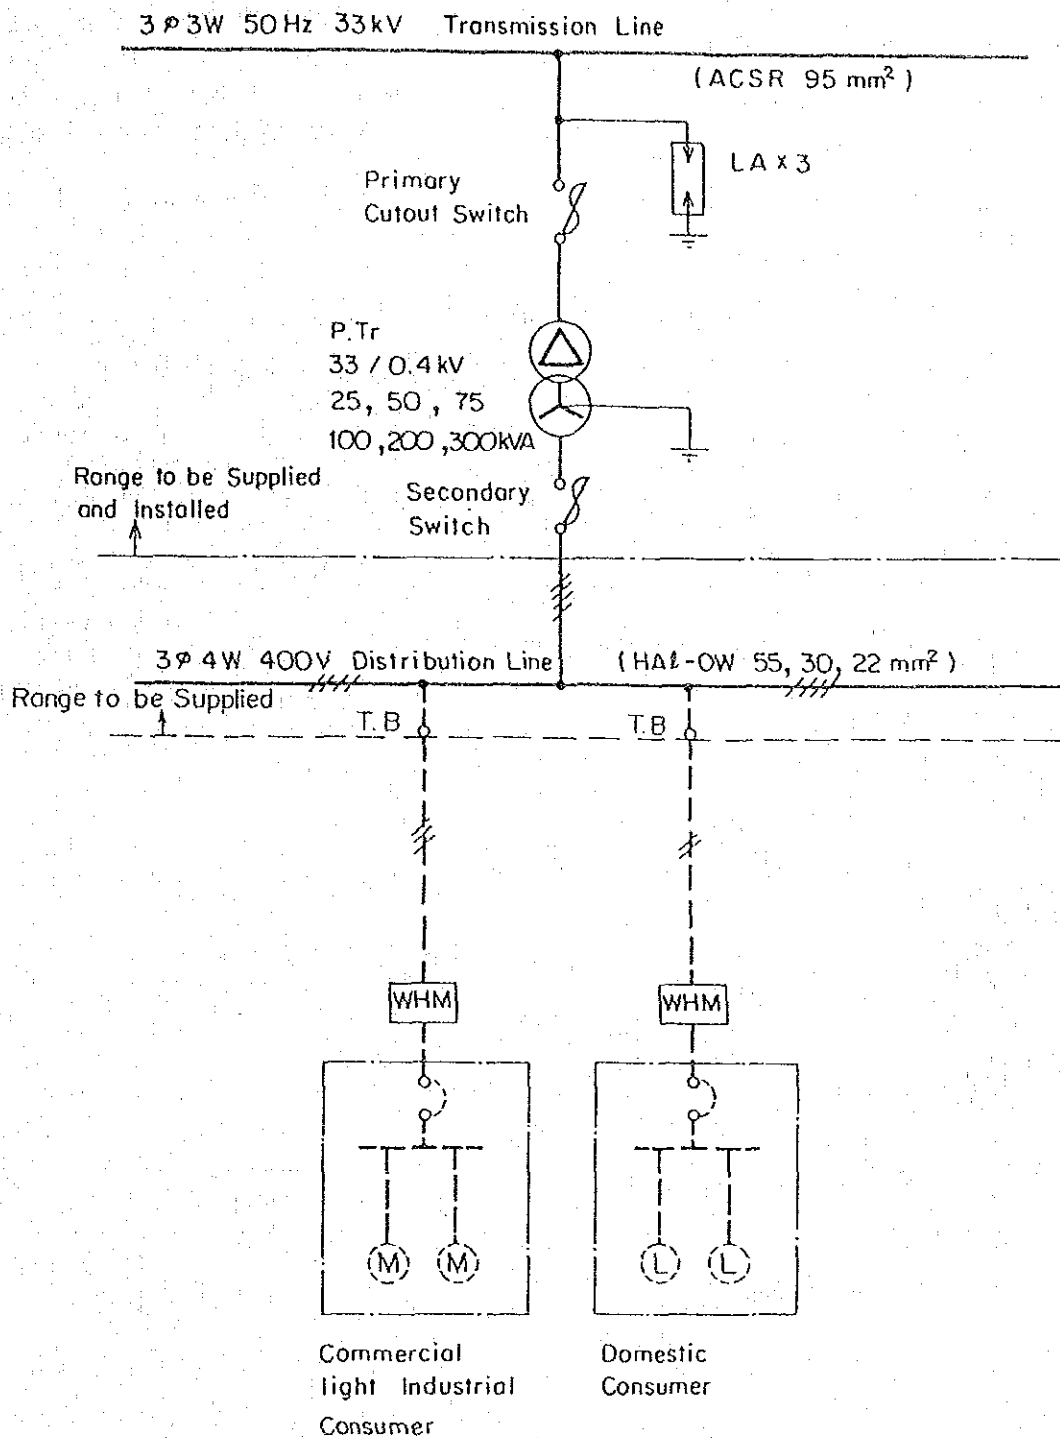 3φ3W 50Hz 33kV Transmission Line
(ACSR 95 mm²)
LA×3
Primary
Cutout Switch
P.Tr
33 / 0.4kV
25, 50, 75
100,200,300kVA
Range to be Supplied
and Installed
Secondary
Switch
3φ4W 400V Distribution Line (HAℓ-OW 55, 30, 22 mm²)
Range to be Supplied
T.B
T.B
WHM
WHM
M
M
L
L
Commercial
light Industrial
Consumer
Domestic
Consumer